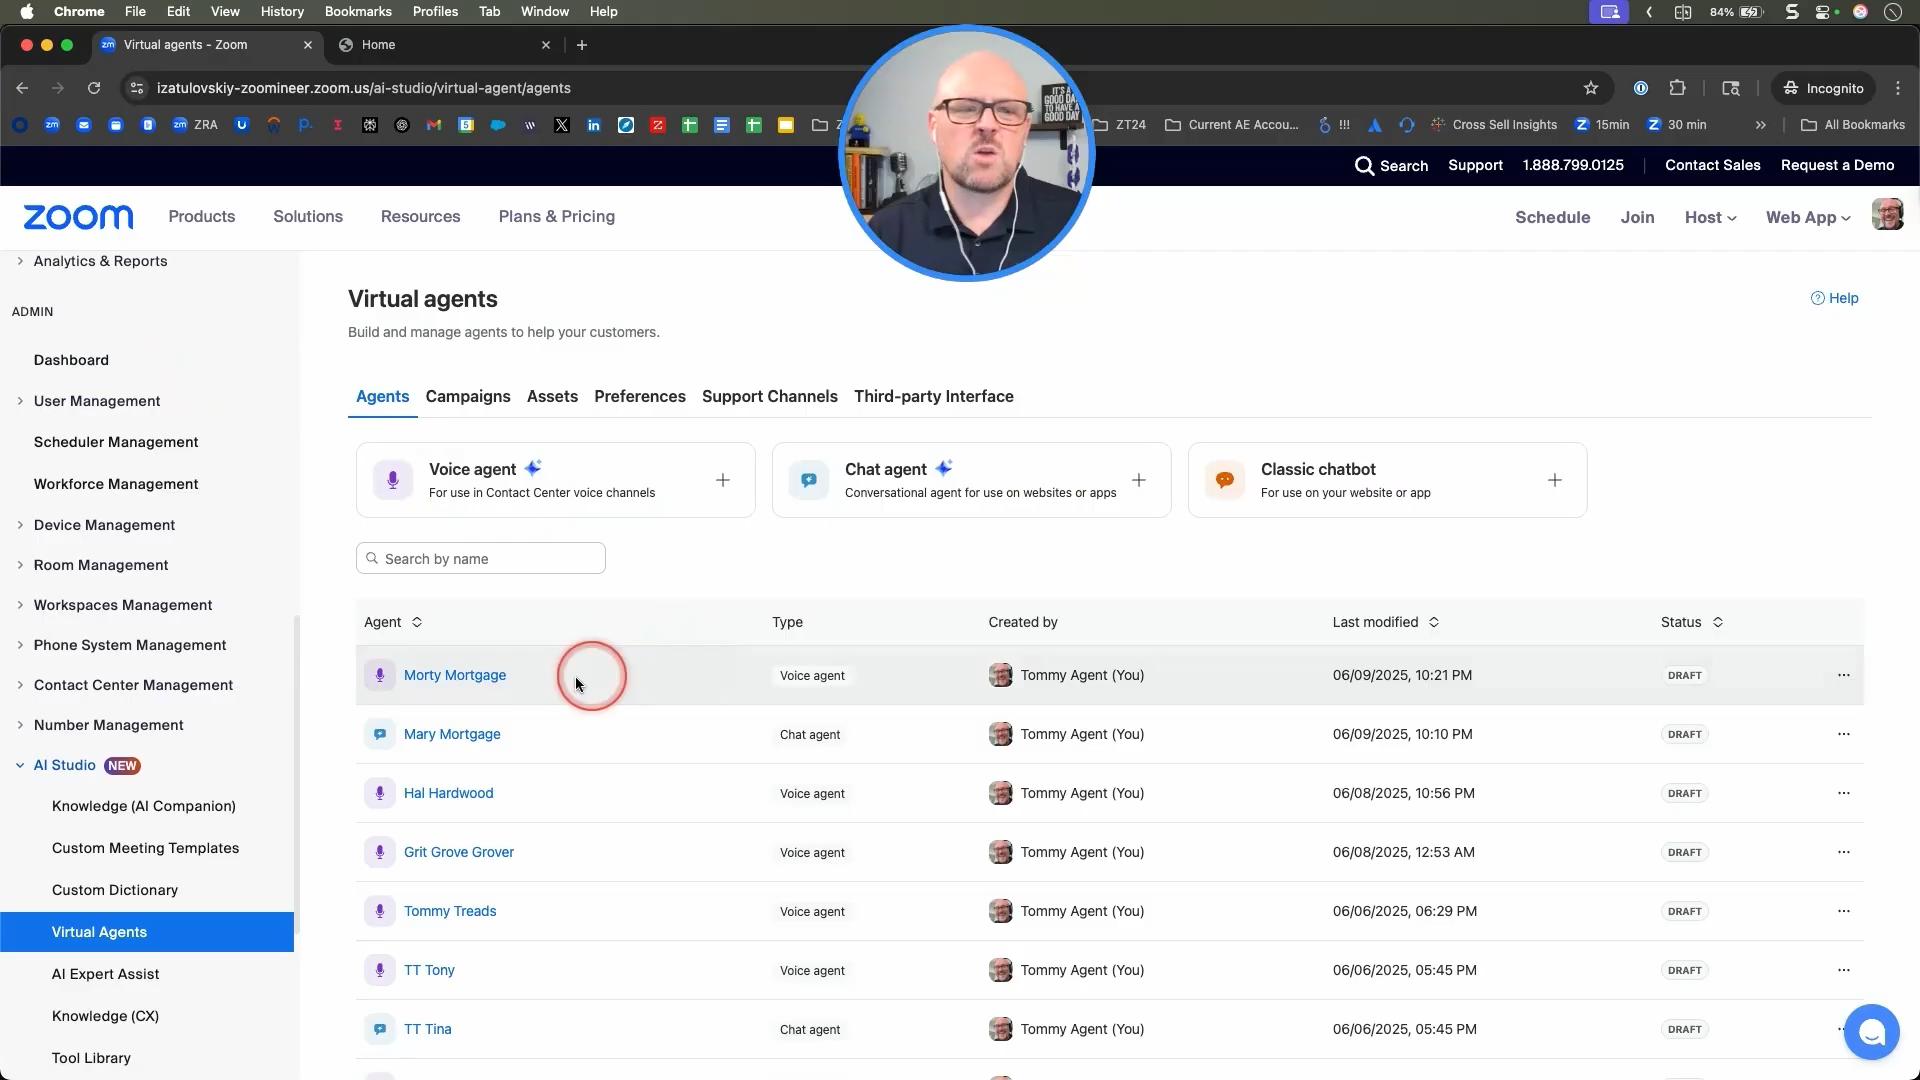 Chrome File Edit View History Bookmarks Profiles Tab Window Help 84%
Virtual agents - Zoom Home
izatulovskiy-zoomineer.zoom.us/ai-studio/virtual-agent/agents Incognito
ZRA ZT24 Current AE Accou... !!! Cross Sell Insights 15min 30 min » All Bookmarks
IT'S A GOOD DAY TO HAVE A GOOD DAY
Search Support 1.888.799.0125 Contact Sales Request a Demo
zoom Products Solutions Resources Plans & Pricing Schedule Join Host Web App
Analytics & Reports
ADMIN
Dashboard
User Management
Scheduler Management
Workforce Management
Device Management
Room Management
Workspaces Management
Phone System Management
Contact Center Management
Number Management
AI Studio NEW
Knowledge (AI Companion)
Custom Meeting Templates
Custom Dictionary
Virtual Agents
AI Expert Assist
Knowledge (CX)
Tool Library
Virtual agents
Help
Build and manage agents to help your customers.
Agents Campaigns Assets Preferences Support Channels Third-party Interface
Voice agent
For use in Contact Center voice channels
Chat agent
Conversational agent for use on websites or apps
Classic chatbot
For use on your website or app
Search by name
Agent Type Created by Last modified Status
Morty Mortgage Voice agent Tommy Agent (You) 06/09/2025, 10:21 PM DRAFT ...
Mary Mortgage Chat agent Tommy Agent (You) 06/09/2025, 10:10 PM DRAFT ...
Hal Hardwood Voice agent Tommy Agent (You) 06/08/2025, 10:56 PM DRAFT ...
Grit Grove Grover Voice agent Tommy Agent (You) 06/08/2025, 12:53 AM DRAFT ...
Tommy Treads Voice agent Tommy Agent (You) 06/06/2025, 06:29 PM DRAFT ...
TT Tony Voice agent Tommy Agent (You) 06/06/2025, 05:45 PM DRAFT ...
TT Tina Chat agent Tommy Agent (You) 06/06/2025, 05:45 PM DRAFT